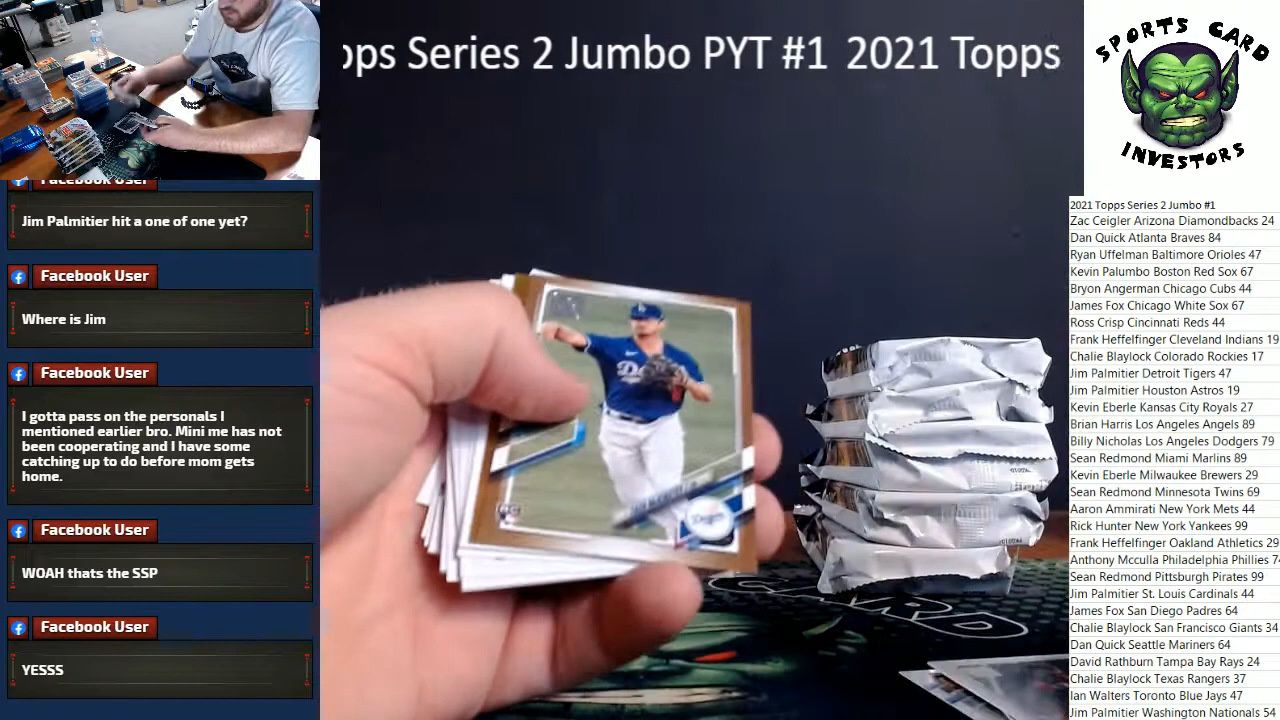 opps Series 2 Jumbo PYT #1 2021 Topps
SPORTS CARD
INVESTORS
Facebook User
Jim Palmitier hit a one of one yet?
Facebook User
Where is Jim
Facebook User
I gotta pass on the personals I
mentioned earlier bro. Mini me has not
been cooperating and I have some
catching up to do before mom gets
home.
Facebook User
WOAH thats the SSP
Facebook User
YESSS
CARD
2021 Topps Series 2 Jumbo #1
Zac Ceigler Arizona Diamondbacks 24
Dan Quick Atlanta Braves 84
Ryan Uffelman Baltimore Orioles 47
Kevin Palumbo Boston Red Sox 67
Bryon Angerman Chicago Cubs 44
James Fox Chicago White Sox 67
Ross Crisp Cincinnati Reds 44
Frank Heffelfinger Cleveland Indians 19
Chalie Blaylock Colorado Rockies 17
Jim Palmitier Detroit Tigers 47
Jim Palmitier Houston Astros 19
Kevin Eberle Kansas City Royals 27
Brian Harris Los Angeles Angels 89
Billy Nicholas Los Angeles Dodgers 79
Sean Redmond Miami Marlins 89
Kevin Eberle Milwaukee Brewers 29
Sean Redmond Minnesota Twins 69
Aaron Ammirati New York Mets 44
Rick Hunter New York Yankees 99
Frank Heffelfinger Oakland Athletics 29
Anthony Mcculla Philadelphia Phillies 7
Sean Redmond Pittsburgh Pirates 99
Jim Palmitier St. Louis Cardinals 44
James Fox San Diego Padres 64
Chalie Blaylock San Francisco Giants 34
Dan Quick Seattle Mariners 64
David Rathburn Tampa Bay Rays 24
Chalie Blaylock Texas Rangers 37
Ian Walters Toronto Blue Jays 47
Jim Palmitier Washington Nationals 54